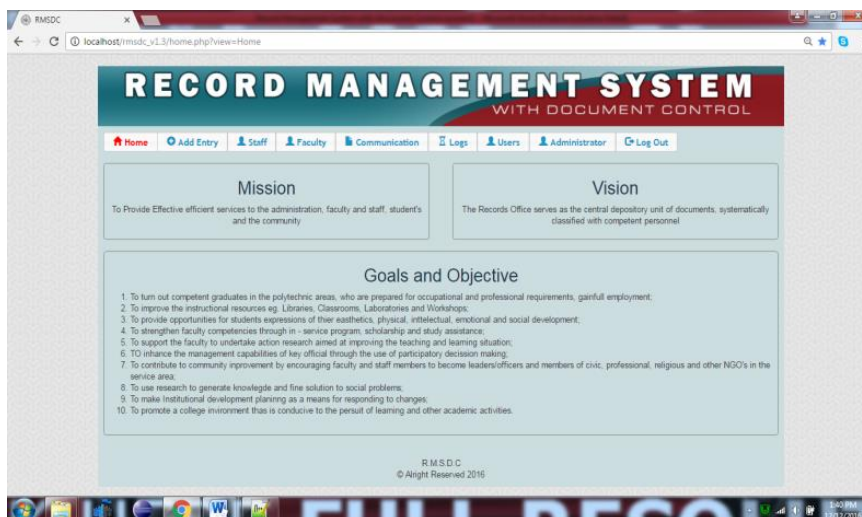 RMSDC
localhost/rmsdc_v1.3/home.php?view=Home
RECORD MANAGEMENT SYSTEM
WITH DOCUMENT CONTROL
Home Add Entry Staff Faculty Communication Logs Users Administrator Log Out
Mission
To Provide Effective efficient services to the administration, faculty and staff, student's
and the community
Vision
The Records Office serves as the central depository unit of documents, systematically
classified with competent personnel
Goals and Objective
1. To turn out competent graduates in the polytechnic areas, who are prepared for occupational and professional requirements, gainfull employment;
2. To improve the instructional resources eg. Libraries, Classrooms, Laboratories and Workshops;
3. To provide opportunities for students expressions of thier easthetics, physical, inttelectual, emotional and social development;
4. To strengthen faculty competencies through in - service program, scholarship and study assistance;
5. To support the faculty to undertake action research aimed at improving the teaching and learning situation;
6. TO inhance the management capabilities of key official through the use of participatory decission making;
7. To contribute to community inprovement by encouraging faculty and staff members to become leaders/officers and members of civic, professional, religious and other NGO's in the
service area;
8. To use research to generate knowlegde and fine solution to social problems;
9. To make Institutional development planinng as a means for responding to changes;
10. To promote a college invironment thas is conducive to the persuit of learning and other academic activities.
R.M.S.D.C
© Alright Reserved 2016
1:40 PM
12/12/2016